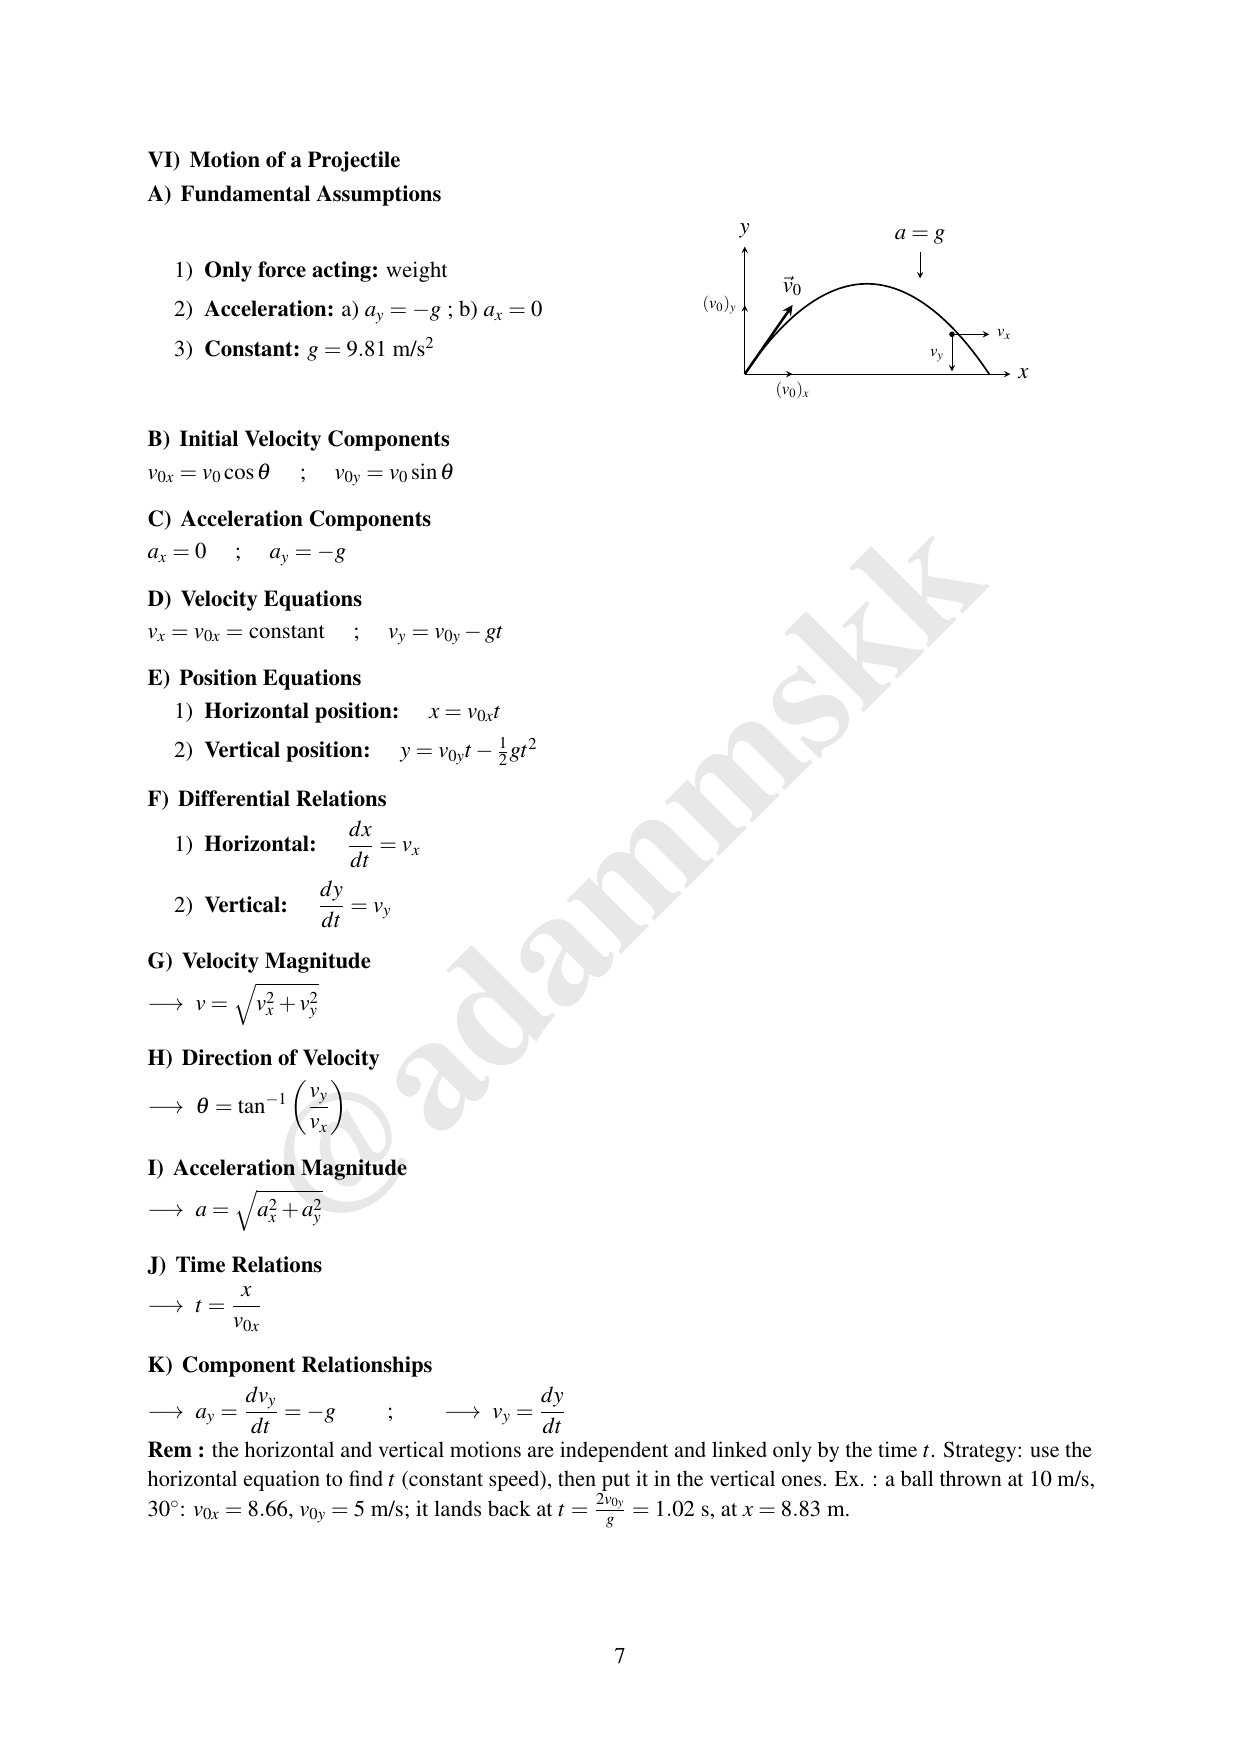 VI) Motion of a Projectile
A) Fundamental Assumptions
1) Only force acting: weight
2) Acceleration: a) a_y = −g ; b) a_x = 0
3) Constant: g = 9.81 m/s²
y
a = g
v⃗₀
(v₀)_y
v_x
v_y
x
(v₀)_x
B) Initial Velocity Components
v₀ₓ = v₀ cos θ ; v₀y = v₀ sin θ
C) Acceleration Components
a_x = 0 ; a_y = −g
D) Velocity Equations
v_x = v₀ₓ = constant ; v_y = v₀y − gt
E) Position Equations
1) Horizontal position: x = v₀ₓt
2) Vertical position: y = v₀yt − ½gt²
F) Differential Relations
1) Horizontal: dx/dt = v_x
2) Vertical: dy/dt = v_y
G) Velocity Magnitude
⟶ v = √(v_x² + v_y²)
H) Direction of Velocity
⟶ θ = tan⁻¹(v_y/v_x)
I) Acceleration Magnitude
⟶ a = √(a_x² + a_y²)
J) Time Relations
⟶ t = x/v₀ₓ
K) Component Relationships
⟶ a_y = dv_y/dt = −g ; ⟶ v_y = dy/dt
Rem : the horizontal and vertical motions are independent and linked only by the time t. Strategy: use the
horizontal equation to find t (constant speed), then put it in the vertical ones. Ex. : a ball thrown at 10 m/s,
30°: v₀ₓ = 8.66, v₀y = 5 m/s; it lands back at t = 2v₀y/g = 1.02 s, at x = 8.83 m.
@adammskk
7